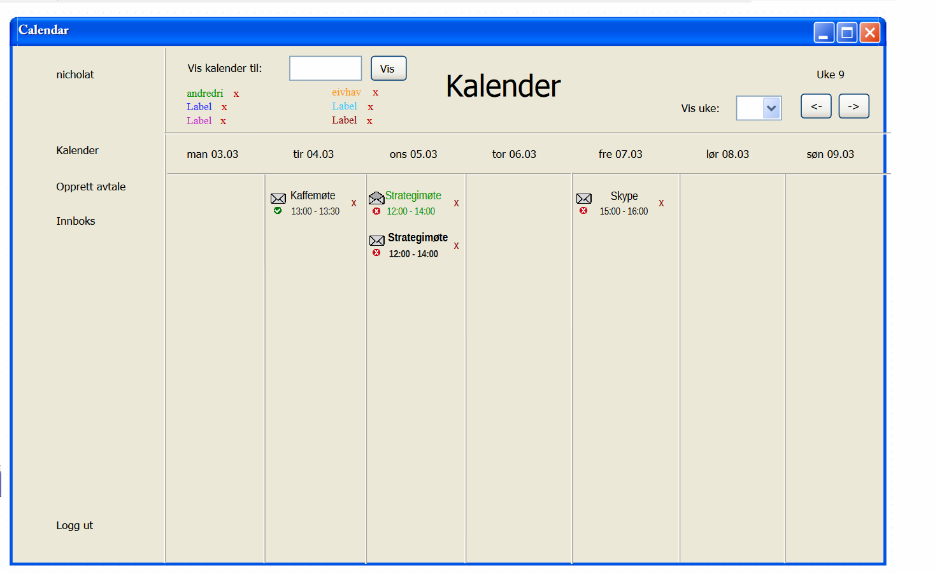 Calendar
nicholat
Vis kalender til:
Vis
Kalender
Uke 9
andredri x
eivhav x
Label x
Label x
Label x
Label x
Vis uke:
<-
->
Kalender
man 03.03
tir 04.03
ons 05.03
tor 06.03
fre 07.03
lør 08.03
søn 09.03
Opprett avtale
Innboks
Kaffemøte x
13:00 - 13:30
Strategimøte x
12:00 - 14:00
Strategimøte x
12:00 - 14:00
Skype x
15:00 - 16:00
Logg ut